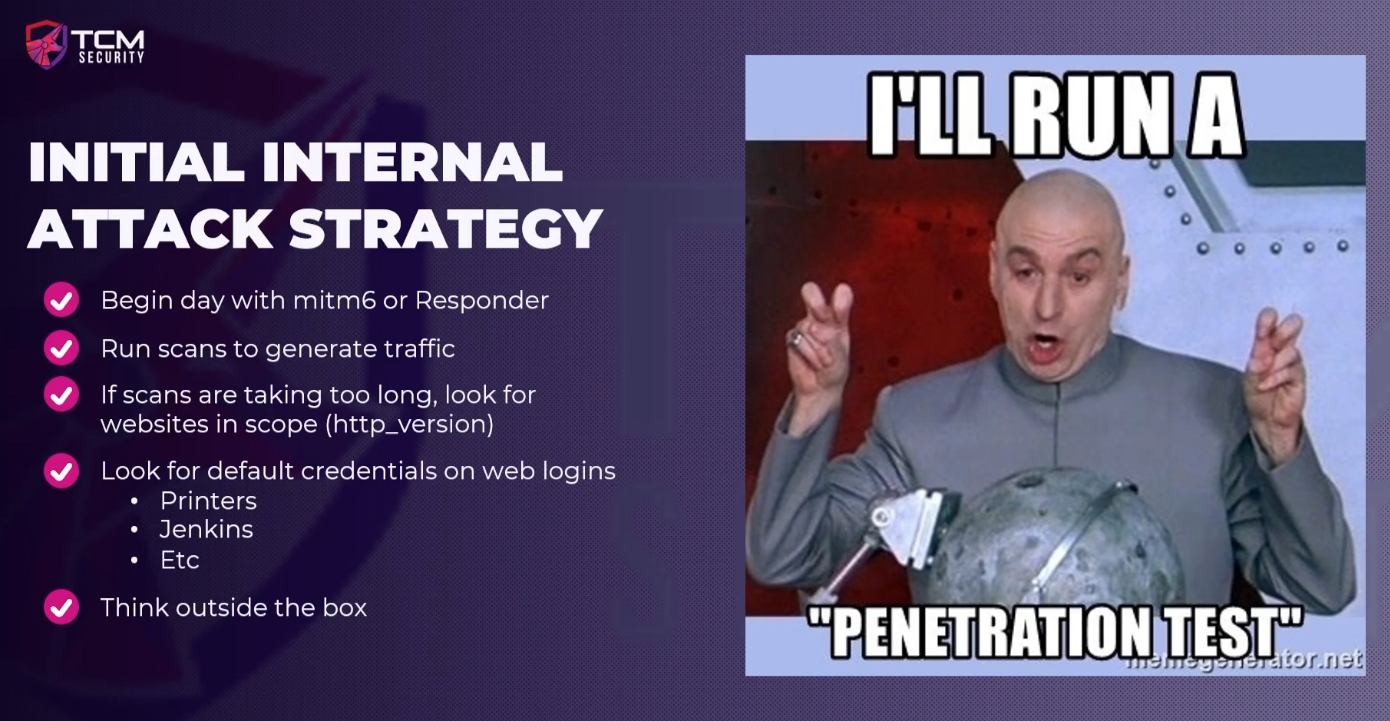 TCM
SECURITY
INITIAL INTERNAL
ATTACK STRATEGY
Begin day with mitm6 or Responder
Run scans to generate traffic
If scans are taking too long, look for
websites in scope (http_version)
Look for default credentials on web logins
• Printers
• Jenkins
• Etc
Think outside the box
I'LL RUN A
"PENETRATION TEST"
memegenerator.net